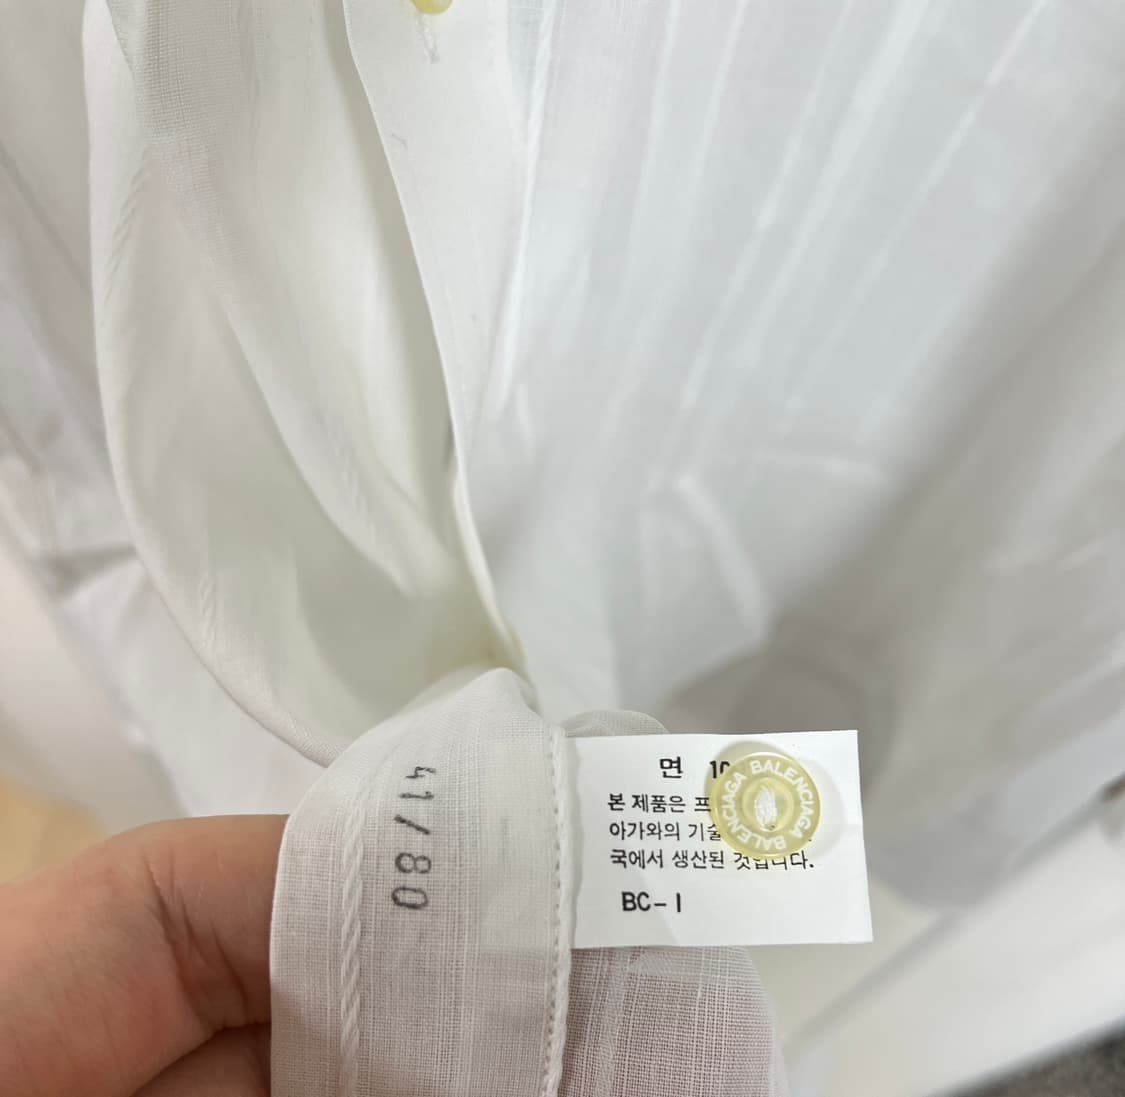 41/80
면 10
본 제품은 프
아가와의 기술
국에서 생산된 것입니다.
BC-1
BALENCIAGA BALENCIAGA